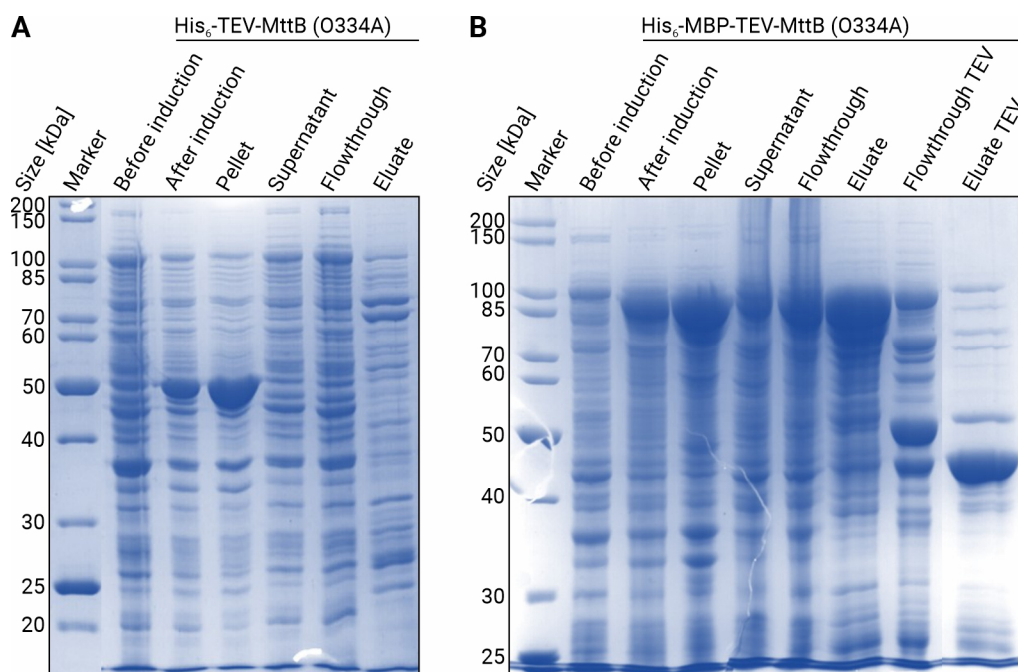 A
His₆-TEV-MttB (O334A)
Size [kDa]
Marker
Before induction
After induction
Pellet
Supernatant
Flowthrough
Eluate
200
150
100
85
70
60
50
40
30
25
20
B
His₆-MBP-TEV-MttB (O334A)
Size [kDa]
Marker
Before induction
After induction
Pellet
Supernatant
Flowthrough
Eluate
Flowthrough TEV
Eluate TEV
200
150
100
85
70
60
50
40
30
25